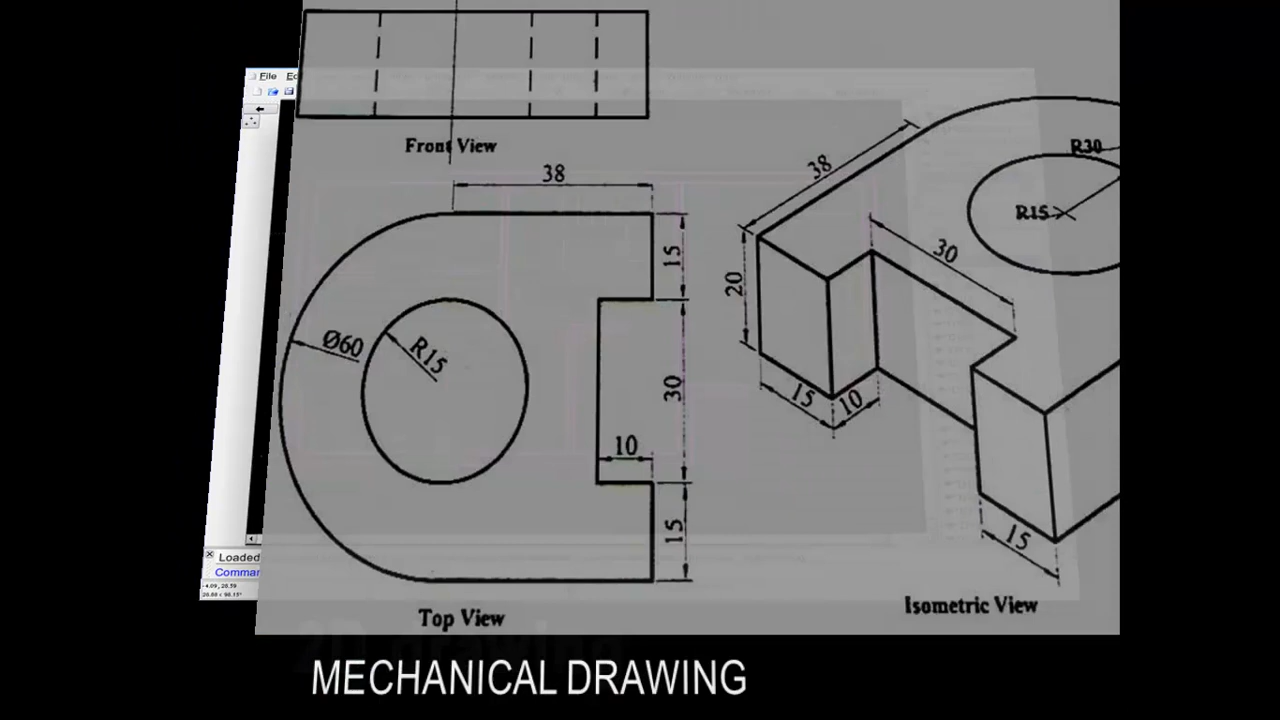 File
Front View
38
15
Ø60
R15
30
10
15
Top View
38
R30
R15
30
20
15
10
15
Isometric View
Loaded
MECHANICAL DRAWING